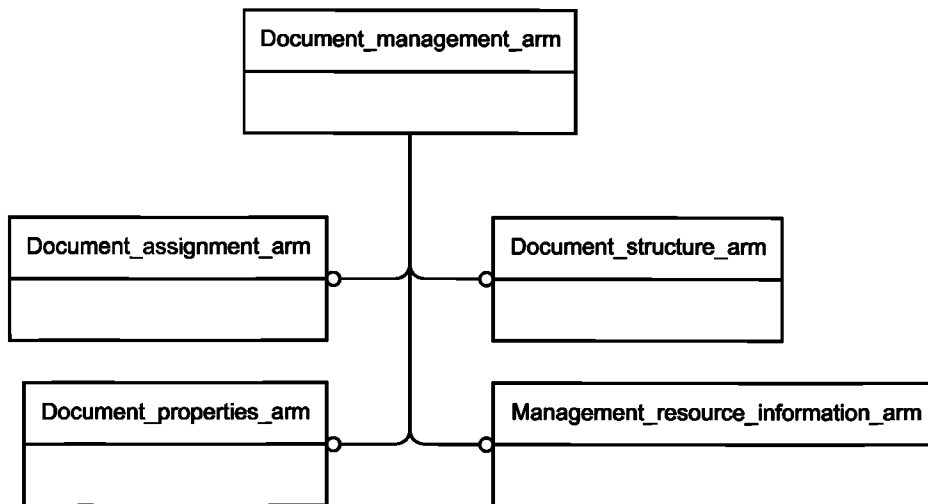 Document_management_arm
Document_assignment_arm
Document_structure_arm
Document_properties_arm
Management_resource_information_arm